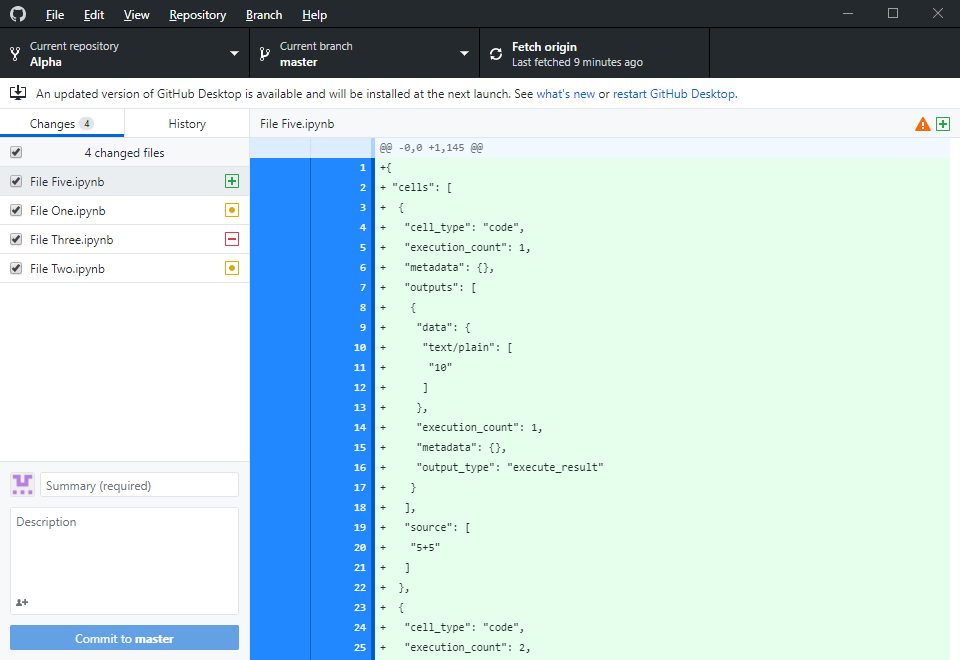 File Edit View Repository Branch Help
Current repository
Alpha
Current branch
master
Fetch origin
Last fetched 9 minutes ago
An updated version of GitHub Desktop is available and will be installed at the next launch. See what's new or restart GitHub Desktop.
Changes 4
History
File Five.ipynb
4 changed files
File Five.ipynb
File One.ipynb
File Three.ipynb
File Two.ipynb
Summary (required)
Description
Commit to master
@@ -0,0 +1,145 @@
1 +{
2 + "cells": [
3 +  {
4 +   "cell_type": "code",
5 +   "execution_count": 1,
6 +   "metadata": {},
7 +   "outputs": [
8 +    {
9 +     "data": {
10 +      "text/plain": [
11 +       "10"
12 +      ]
13 +     },
14 +     "execution_count": 1,
15 +     "metadata": {},
16 +     "output_type": "execute_result"
17 +    }
18 +   ],
19 +   "source": [
20 +    "5+5"
21 +   ]
22 +  },
23 +  {
24 +   "cell_type": "code",
25 +   "execution_count": 2,